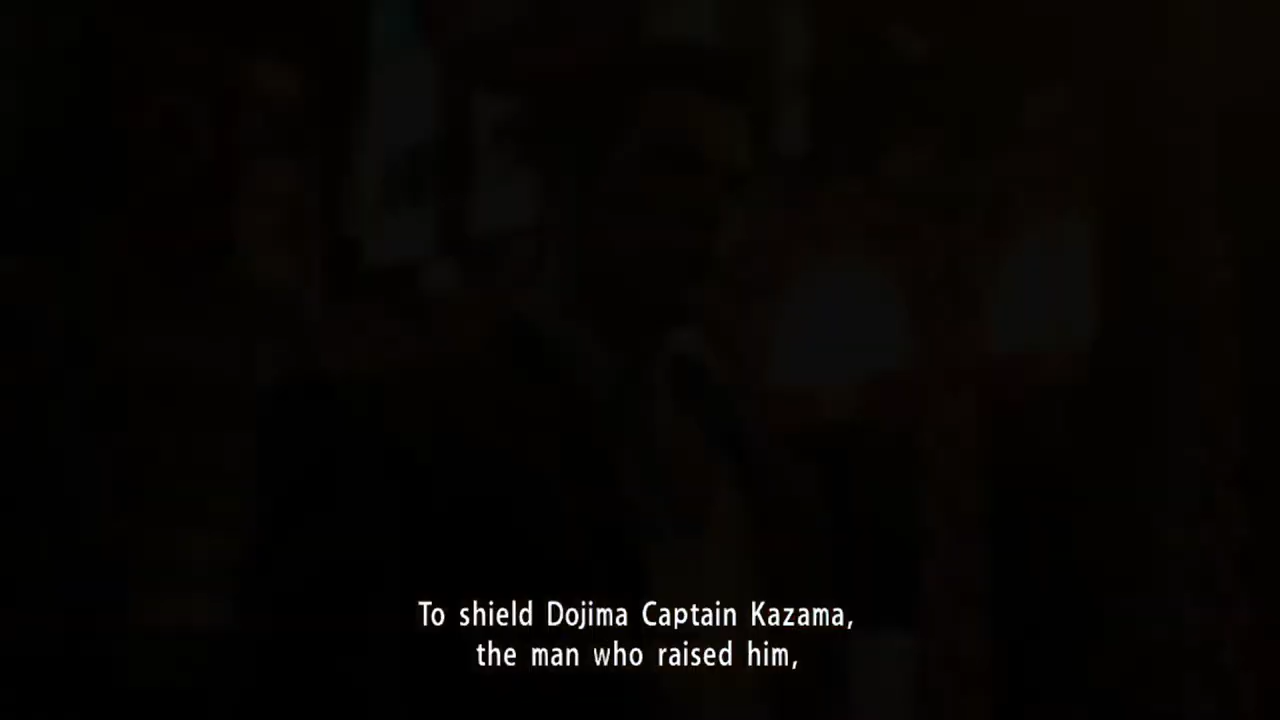 To shield Dojima Captain Kazama,
the man who raised him,